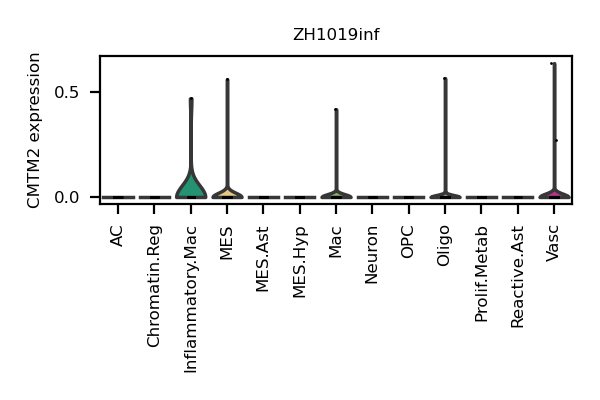 ZH1019inf
CMTM2 expression
0.5
0.0
AC
Chromatin.Reg
Inflammatory.Mac
MES
MES.Ast
MES.Hyp
Mac
Neuron
OPC
Oligo
Prolif.Metab
Reactive.Ast
Vasc